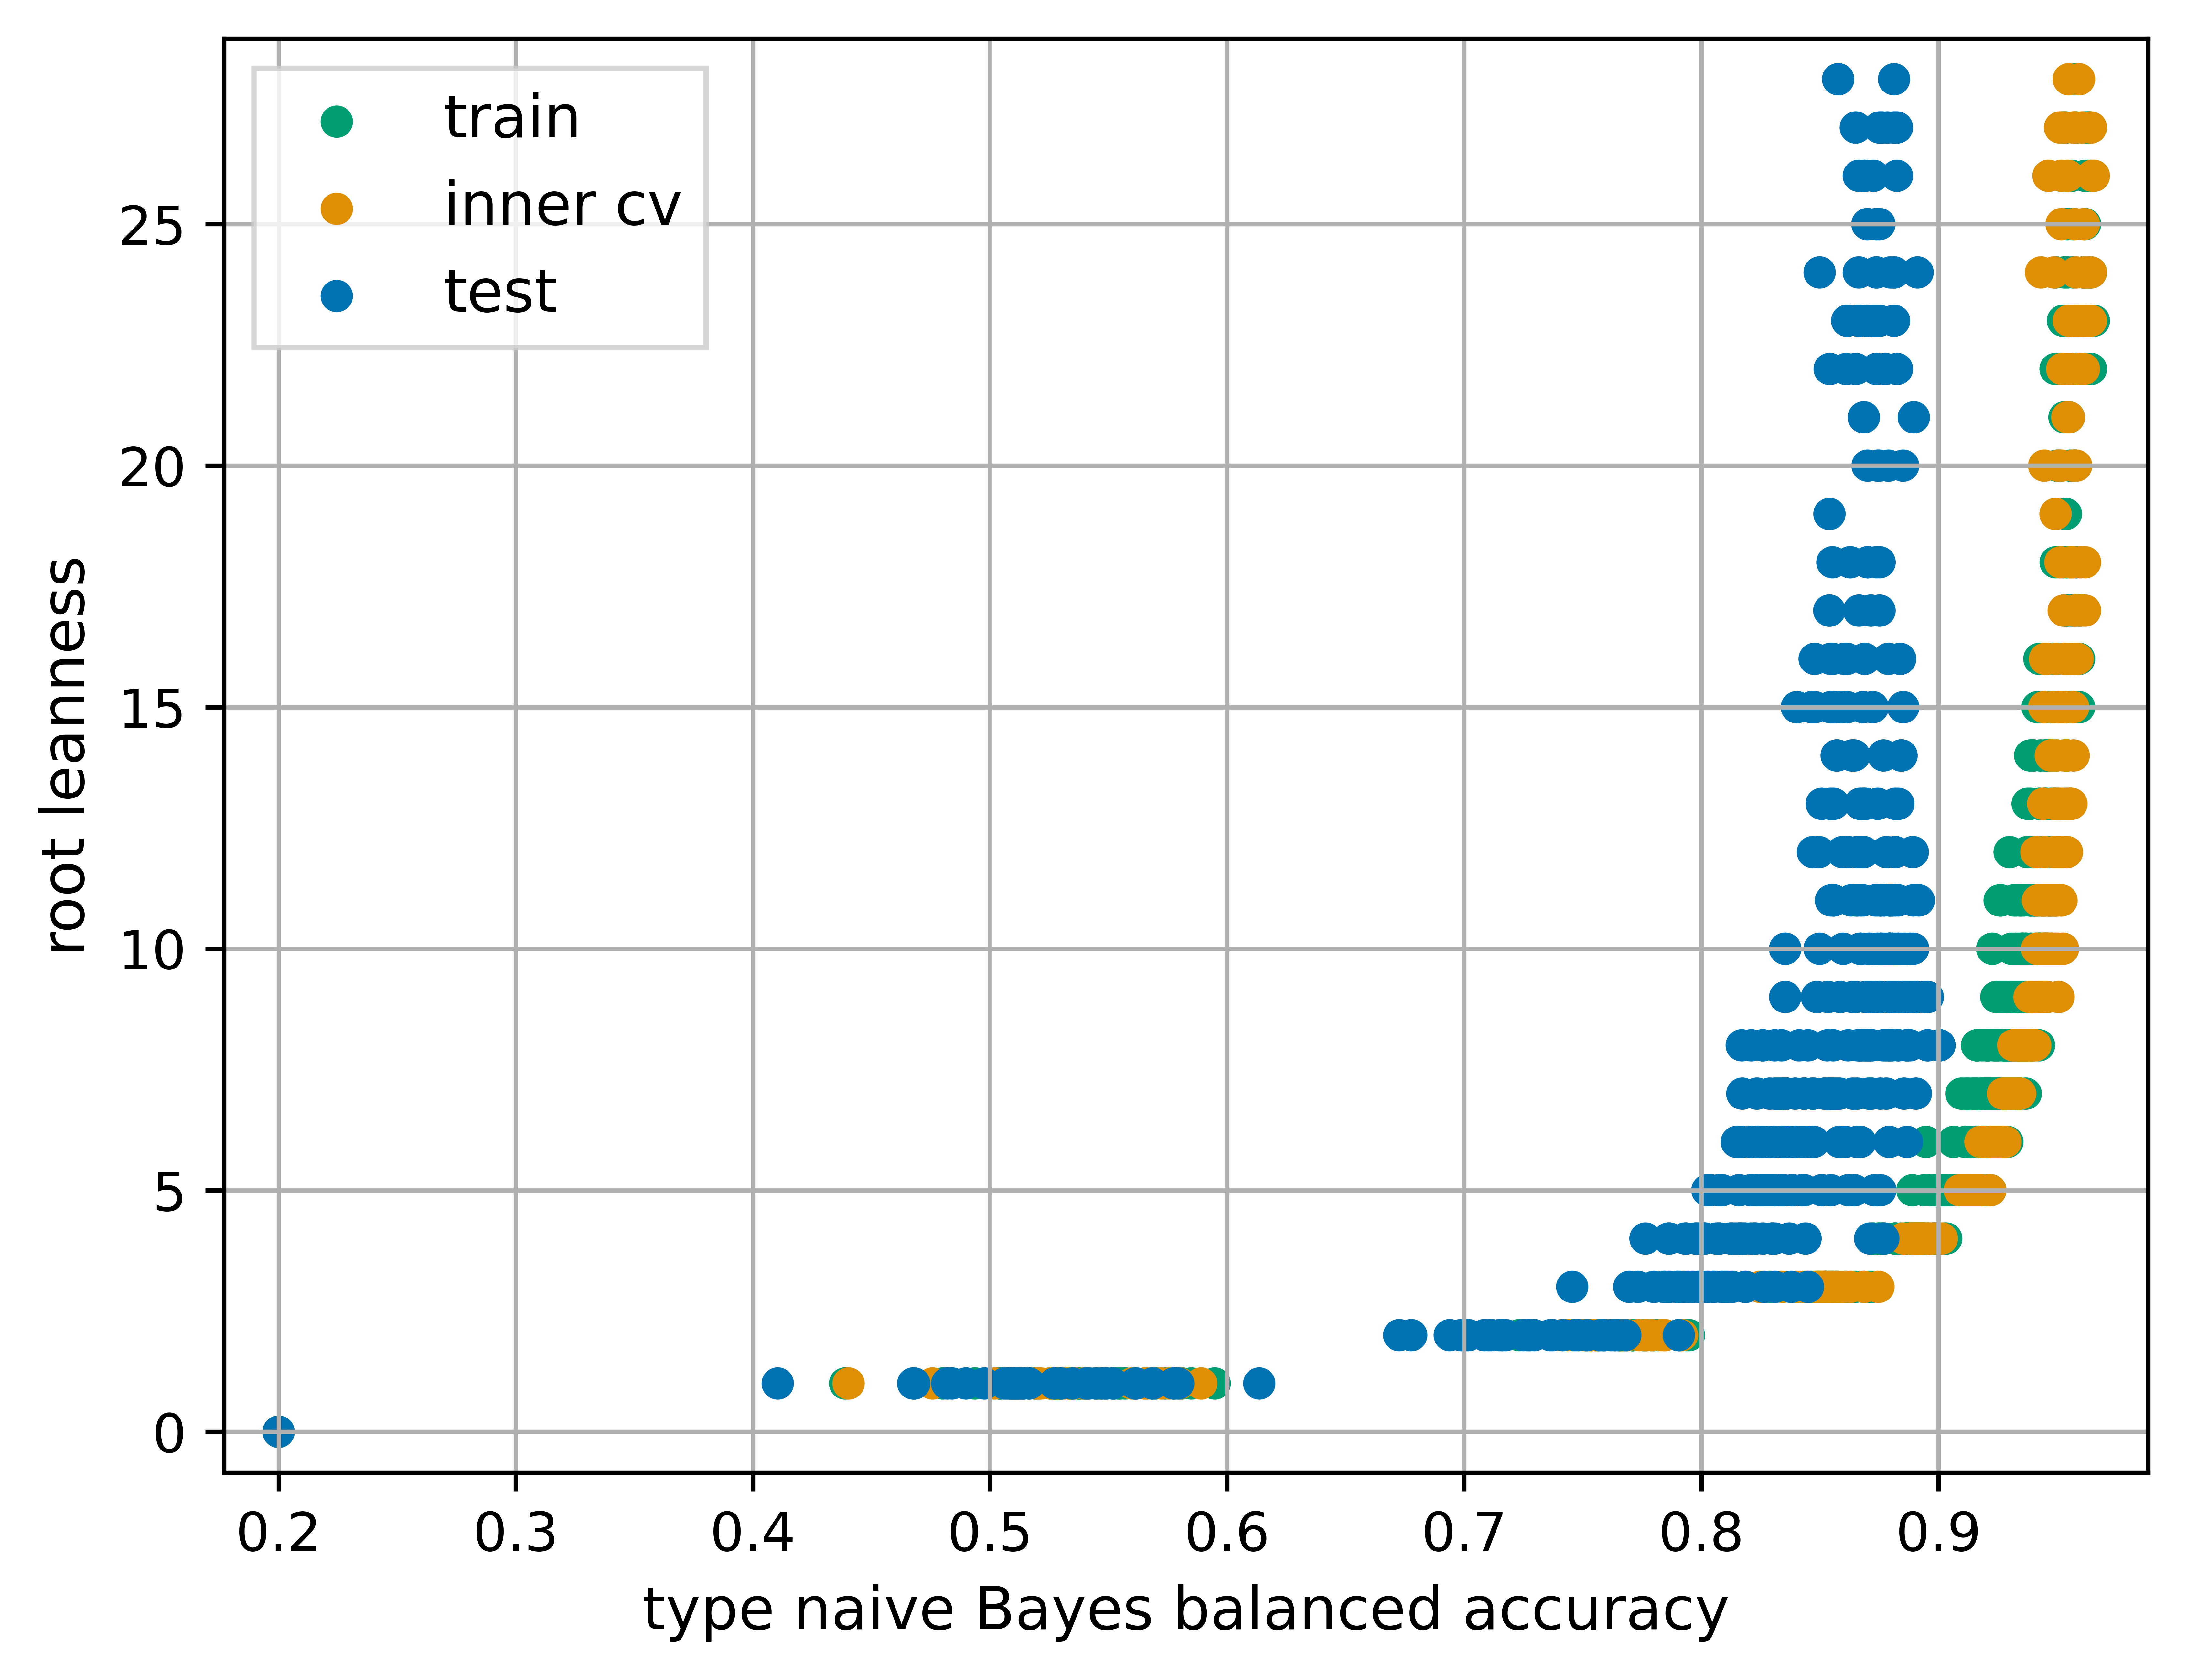 train
inner cv
test
25
20
15
10
5
0
root leanness
0.2 0.3 0.4 0.5 0.6 0.7 0.8 0.9
type naive Bayes balanced accuracy